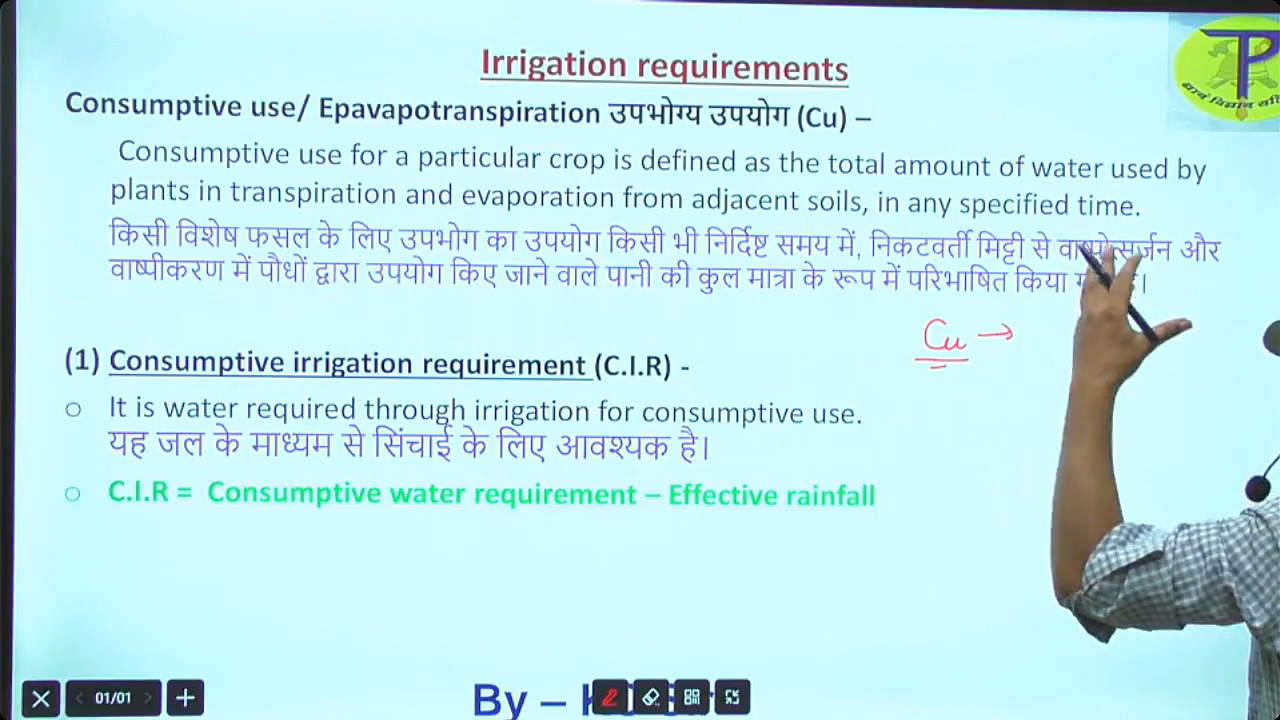 Irrigation requirements
Consumptive use/ Epavapotranspiration उपभोग्य उपयोग (Cu) –
Consumptive use for a particular crop is defined as the total amount of water used by
plants in transpiration and evaporation from adjacent soils, in any specified time.
किसी विशेष फसल के लिए उपभोग का उपयोग किसी भी निर्दिष्ट समय में, निकटवर्ती मिट्टी से वाष्पोत्सर्जन और
वाष्पीकरण में पौधों द्वारा उपयोग किए जाने वाले पानी की कुल मात्रा के रूप में परिभाषित किया
Cu →
(1) Consumptive irrigation requirement (C.I.R) -
○ It is water required through irrigation for consumptive use.
यह जल के माध्यम से सिंचाई के लिए आवश्यक है।
○ C.I.R = Consumptive water requirement – Effective rainfall
01/01
By –